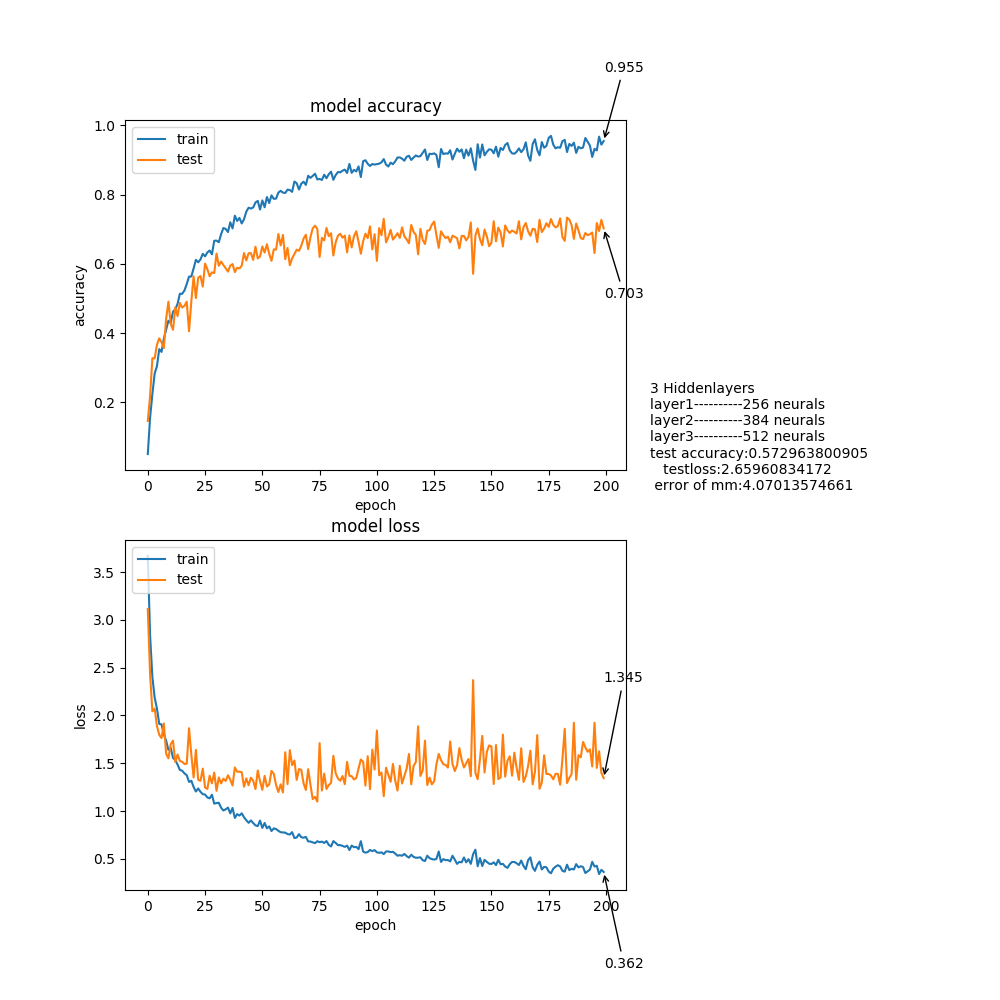 0.955
model accuracy
1.0
0.8
0.6
0.4
0.2
accuracy
train
test
0.703
0
25
50
75
100
125
150
175
200
epoch
3 Hiddenlayers
layer1----------256 neurals
layer2----------384 neurals
layer3----------512 neurals
test accuracy:0.572963800905
testloss:2.65960834172
error of mm:4.07013574661
model loss
3.5
3.0
2.5
2.0
1.5
1.0
0.5
loss
train
test
1.345
0
25
50
75
100
125
150
175
200
epoch
0.362